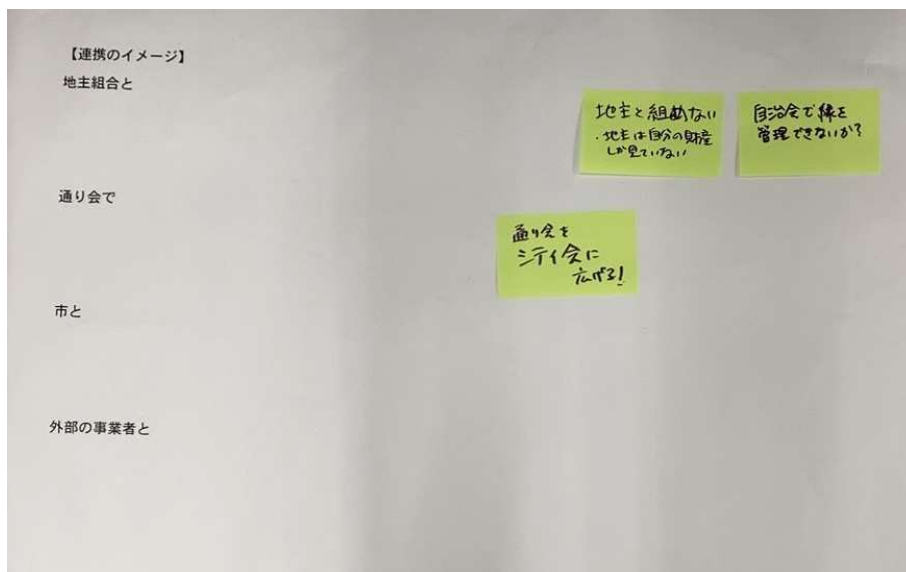 【連携のイメージ】
地主組合と
地主と組めない
・地主は自分の財産
しか見ていない
自治会で緑を
管理できないか?
通り会で
通り会を
シティ会に
広げる!
市と
外部の事業者と